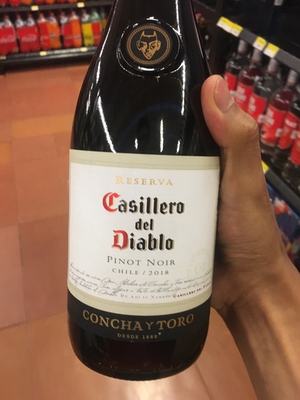 RESERVA
Casillero
del
Diablo
PINOT NOIR
CHILE / 2018
CONCHA Y TORO
DESDE 1883